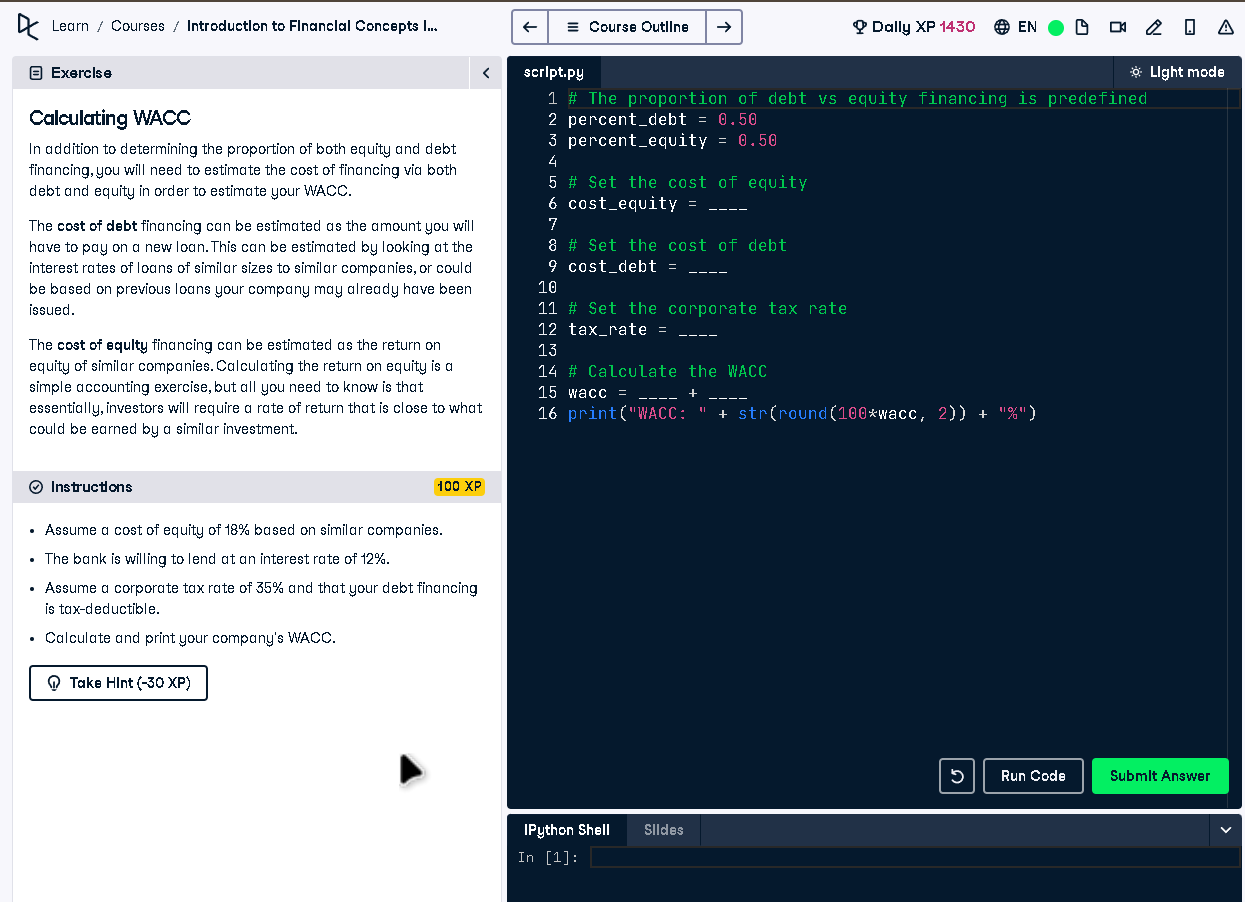 Learn / Courses / Introduction to Financial Concepts I...
Course Outline
Daily XP 1430
EN
Exercise
Calculating WACC
In addition to determining the proportion of both equity and debt
financing, you will need to estimate the cost of financing via both
debt and equity in order to estimate your WACC.
The cost of debt financing can be estimated as the amount you will
have to pay on a new loan. This can be estimated by looking at the
interest rates of loans of similar sizes to similar companies, or could
be based on previous loans your company may already have been
issued.
The cost of equity financing can be estimated as the return on
equity of similar companies. Calculating the return on equity is a
simple accounting exercise, but all you need to know is that
essentially, investors will require a rate of return that is close to what
could be earned by a similar investment.
Instructions
100 XP
• Assume a cost of equity of 18% based on similar companies.
• The bank is willing to lend at an interest rate of 12%.
• Assume a corporate tax rate of 35% and that your debt financing
is tax-deductible.
• Calculate and print your company's WACC.
Take Hint (-30 XP)
script.py
Light mode
1 # The proportion of debt vs equity financing is predefined
2 percent_debt = 0.50
3 percent_equity = 0.50
4
5 # Set the cost of equity
6 cost_equity = ____
7
8 # Set the cost of debt
9 cost_debt = ____
10
11 # Set the corporate tax rate
12 tax_rate = ____
13
14 # Calculate the WACC
15 wacc = ____ + ____
16 print("WACC: " + str(round(100*wacc, 2)) + "%")
Run Code
Submit Answer
IPython Shell
Slides
In [1]: